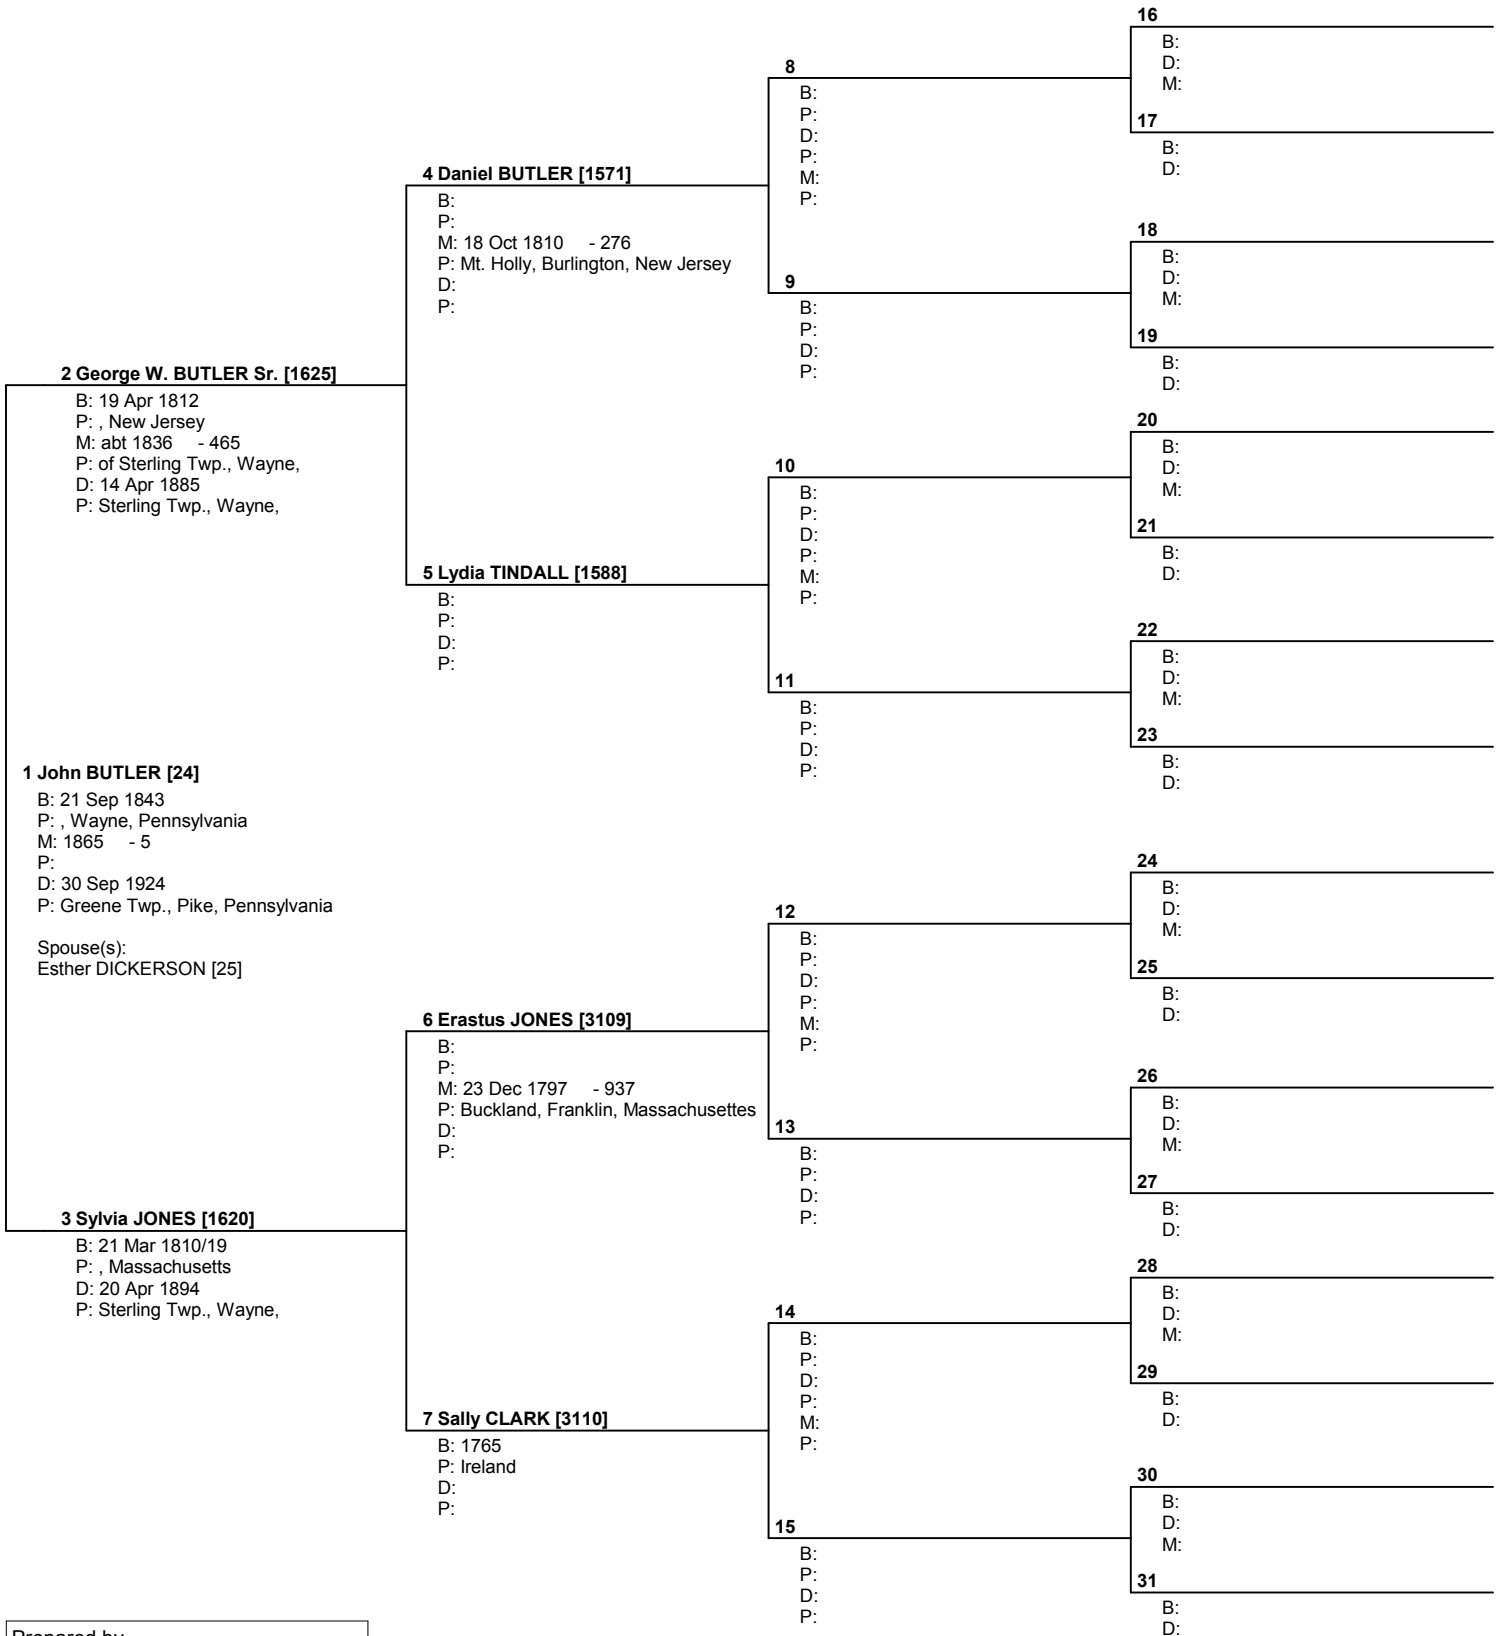 1 John BUTLER [24]
B: 21 Sep 1843
P: , Wayne, Pennsylvania
M: 1865 - 5
P:
D: 30 Sep 1924
P: Greene Twp., Pike, Pennsylvania
Spouse(s):
Esther DICKERSON [25]
2 George W. BUTLER Sr. [1625]
B: 19 Apr 1812
P: , New Jersey
M: abt 1836 - 465
P: of Sterling Twp., Wayne,
D: 14 Apr 1885
P: Sterling Twp., Wayne,
3 Sylvia JONES [1620]
B: 21 Mar 1810/19
P: , Massachusetts
D: 20 Apr 1894
P: Sterling Twp., Wayne,
4 Daniel BUTLER [1571]
B:
P:
M: 18 Oct 1810 - 276
P: Mt. Holly, Burlington, New Jersey
D:
P:
5 Lydia TINDALL [1588]
B:
P:
D:
P:
6 Erastus JONES [3109]
B:
P:
M: 23 Dec 1797 - 937
P: Buckland, Franklin, Massachusettes
D:
P:
7 Sally CLARK [3110]
B: 1765
P: Ireland
D:
P:
8
B:
P:
D:
P:
M:
P:
9
B:
P:
D:
P:
10
B:
P:
D:
P:
M:
P:
11
B:
P:
D:
P:
12
B:
P:
D:
P:
M:
P:
13
B:
P:
D:
P:
14
B:
P:
D:
P:
M:
P:
15
B:
P:
D:
P:
16
B:
D:
M:
17
B:
D:
18
B:
D:
M:
19
B:
D:
20
B:
D:
M:
21
B:
D:
22
B:
D:
M:
23
B:
D:
24
B:
D:
M:
25
B:
D:
26
B:
D:
M:
27
B:
D:
28
B:
D:
M:
29
B:
D:
30
B:
D:
M:
31
B:
D:
Prepared by